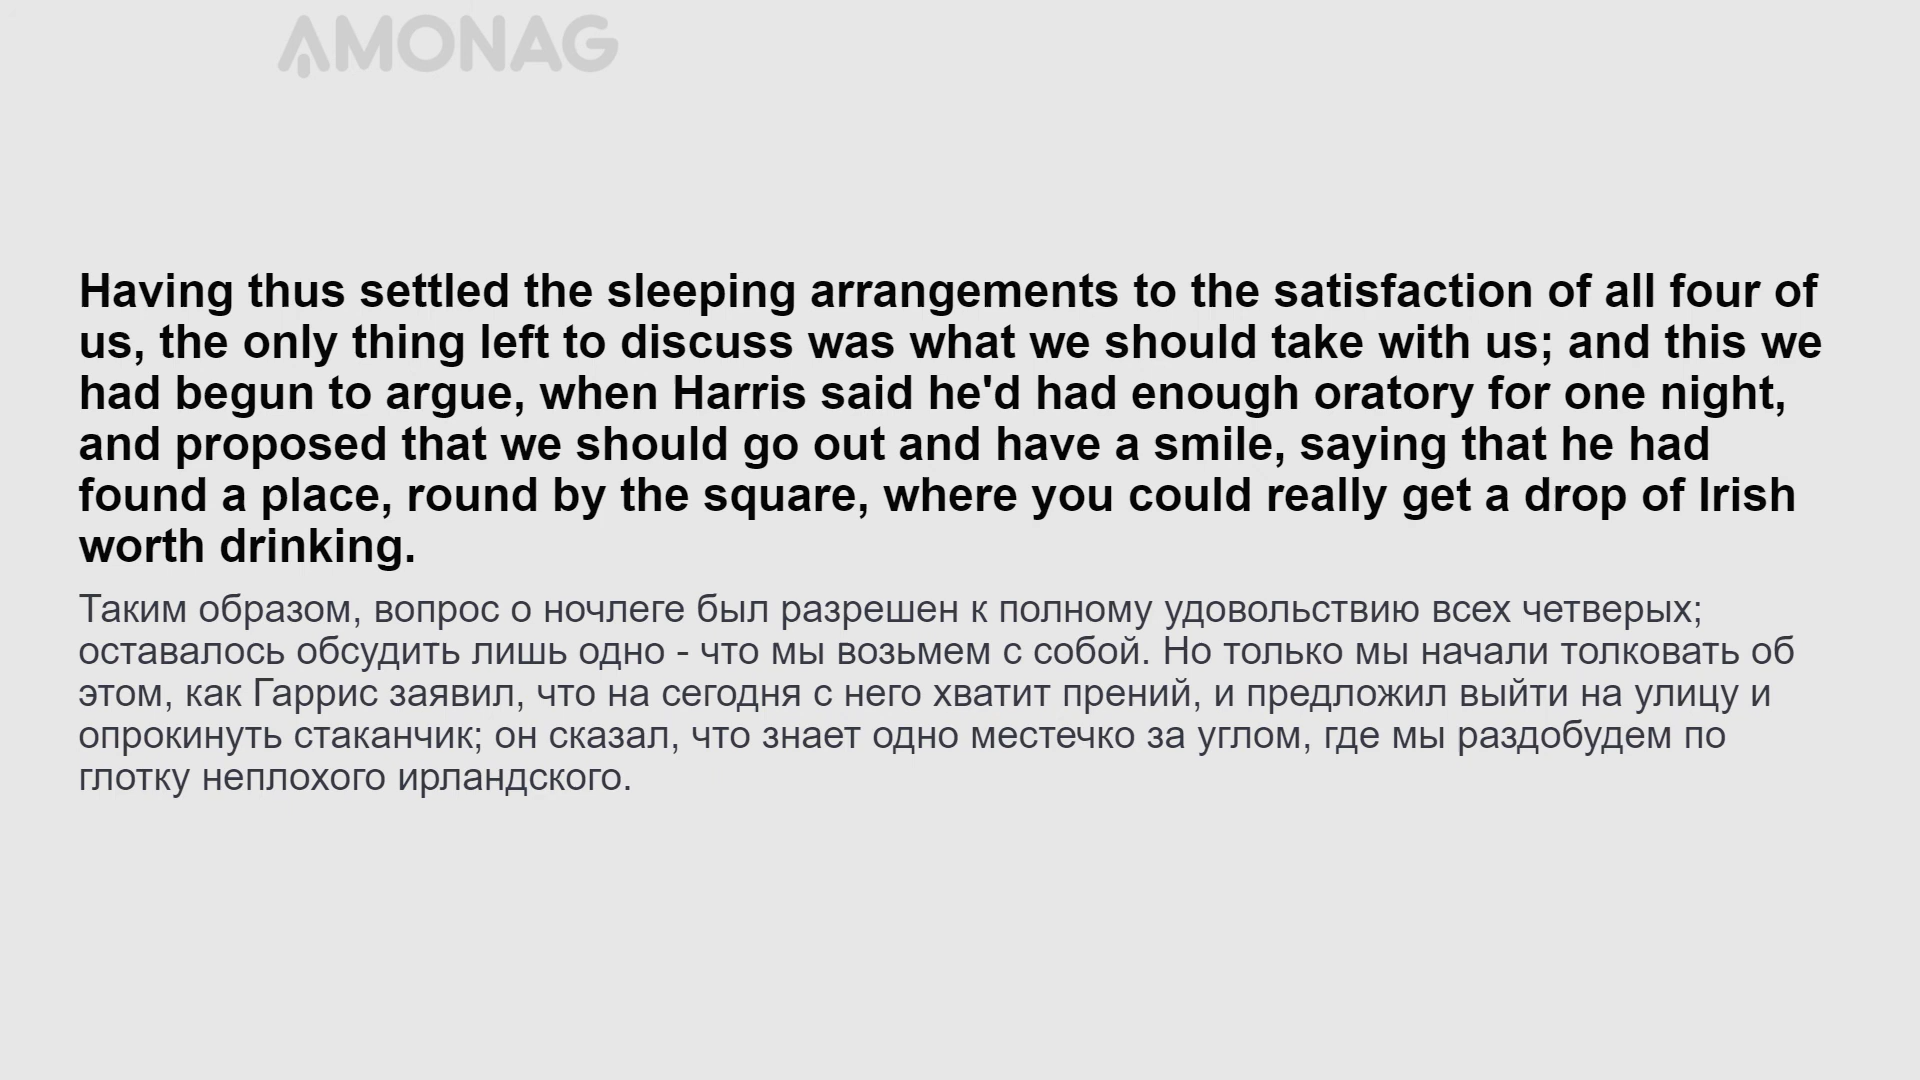 AMONAG
Having thus settled the sleeping arrangements to the satisfaction of all four of
us, the only thing left to discuss was what we should take with us; and this we
had begun to argue, when Harris said he'd had enough oratory for one night,
and proposed that we should go out and have a smile, saying that he had
found a place, round by the square, where you could really get a drop of Irish
worth drinking.
Таким образом, вопрос о ночлеге был разрешен к полному удовольствию всех четверых;
оставалось обсудить лишь одно - что мы возьмем с собой. Но только мы начали толковать об
этом, как Гаррис заявил, что на сегодня с него хватит прений, и предложил выйти на улицу и
опрокинуть стаканчик; он сказал, что знает одно местечко за углом, где мы раздобудем по
глотку неплохого ирландского.